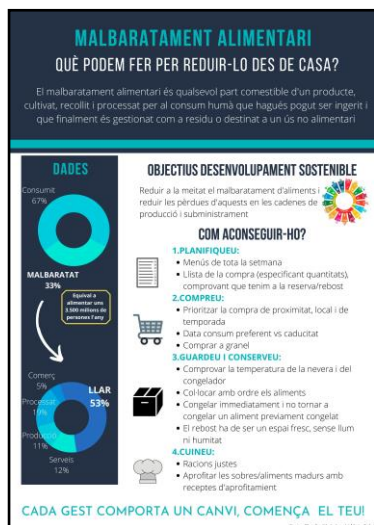 MALBARATAMENT ALIMENTARI
QUÈ PODEM FER PER REDUIR-LO DES DE CASA?
El malbaratament alimentari és qualsevol part comestible d'un producte,
cultivat, recollit i processat per al consum humà que hagués pogut ser ingerit i
que finalment és gestionat com a residu o destinat a un ús no alimentari
DADES
Consumit
67%
MALBARATAT
33%
Equival a
alimentar uns
3.500 milions de
persones l'any
Comerç
5%
LLAR
53%
Processat
19%
Producció
11%
Serveis
12%
OBJECTIUS DESENVOLUPAMENT SOSTENIBLE
Reduir a la meitat el malbaratament d'aliments i
reduir les pèrdues d'aquests en les cadenes de
producció i subministrament
COM ACONSEGUIR-HO?
1.PLANIFIQUEU:
Menús de tota la setmana
Llista de la compra (especificant quantitats),
comprovant que tenim a la reserva/rebost
2.COMPREU:
Prioritzar la compra de proximitat, local i de
temporada
Data consum preferent vs caducitat
Comprar a granel
3.GUARDEU I CONSERVEU:
Comprovar la temperatura de la nevera i del
congelador
Col·locar amb ordre els aliments
Congelar immediatament i no tornar a
congelar un aliment previament congelat
El rebost ha de ser un espai fresc, sense llum
ni humitat
4.CUINEU:
Racions justes
Aprofitar les sobres/aliments madurs amb
receptes d'aprofitament
CADA GEST COMPORTA UN CANVI, COMENÇA EL TEU!